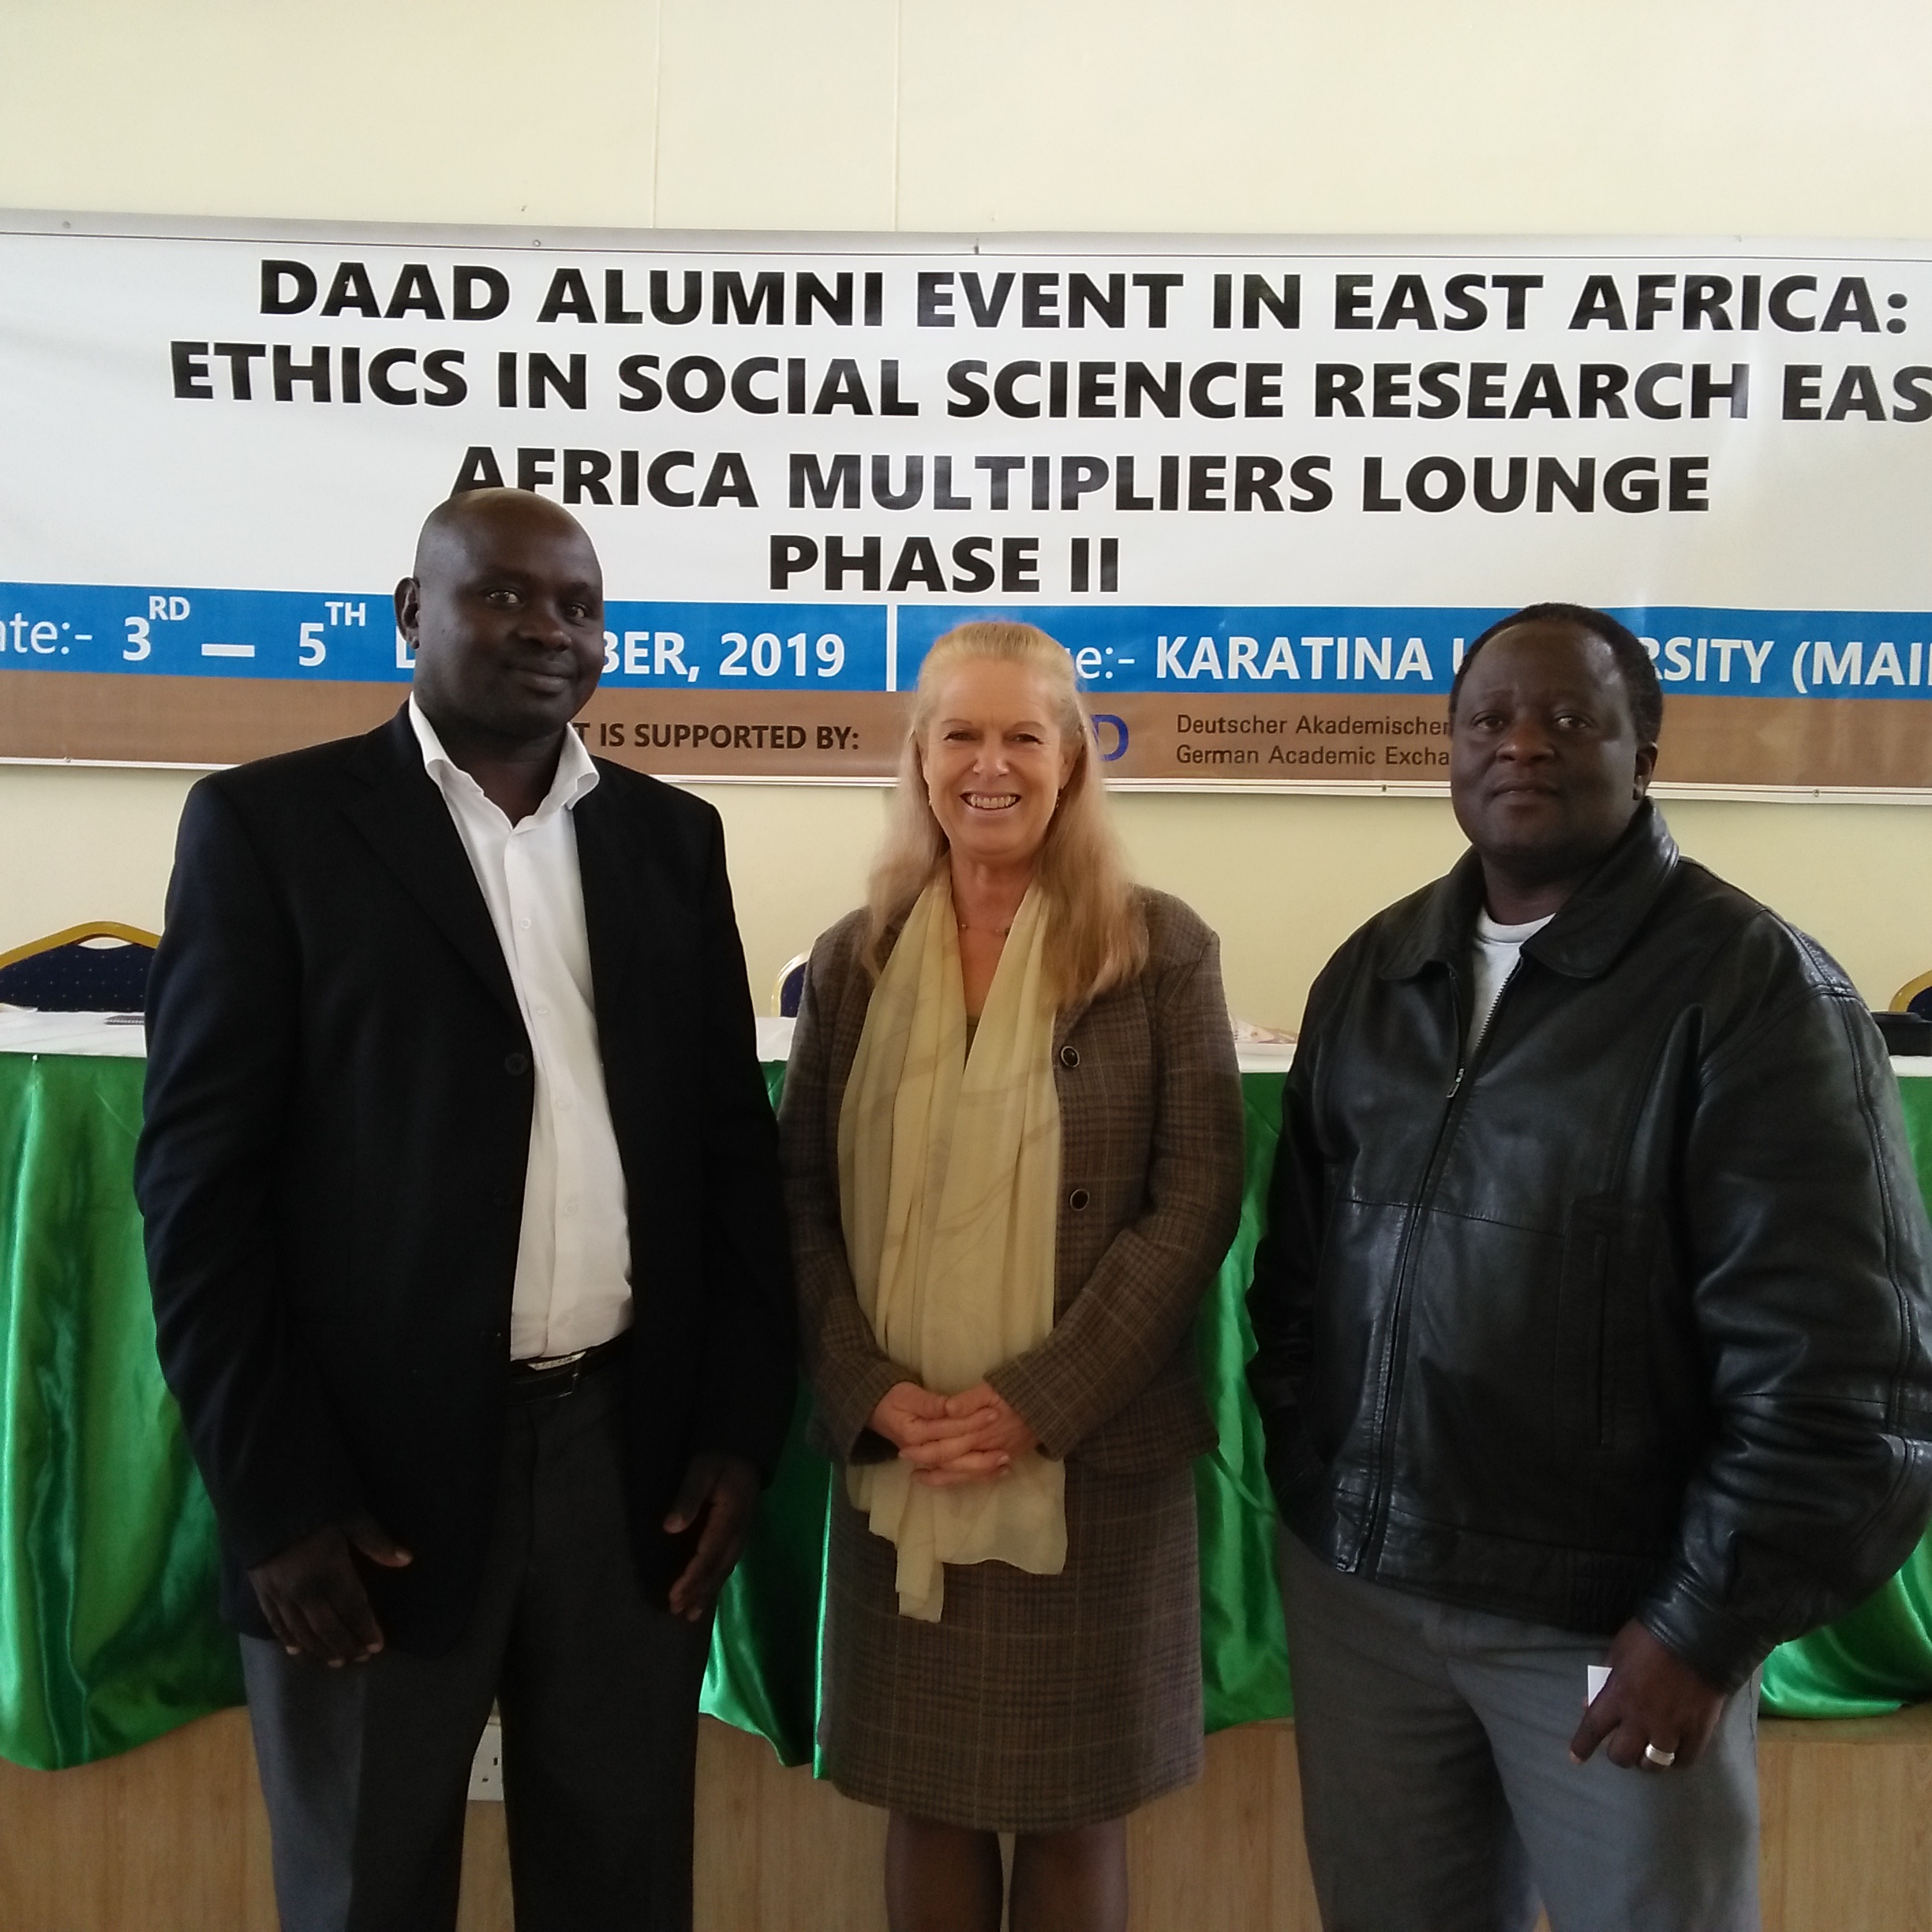 DAAD ALUMNI EVENT IN EAST AFRICA:
ETHICS IN SOCIAL SCIENCE RESEARCH EAS
AFRICA MULTIPLIERS LOUNGE
PHASE II
ate:- 3RD — 5TH BER, 2019 e:- KARATINA RSITY (MAI
T IS SUPPORTED BY: D Deutscher Akademischer
German Academic Excha